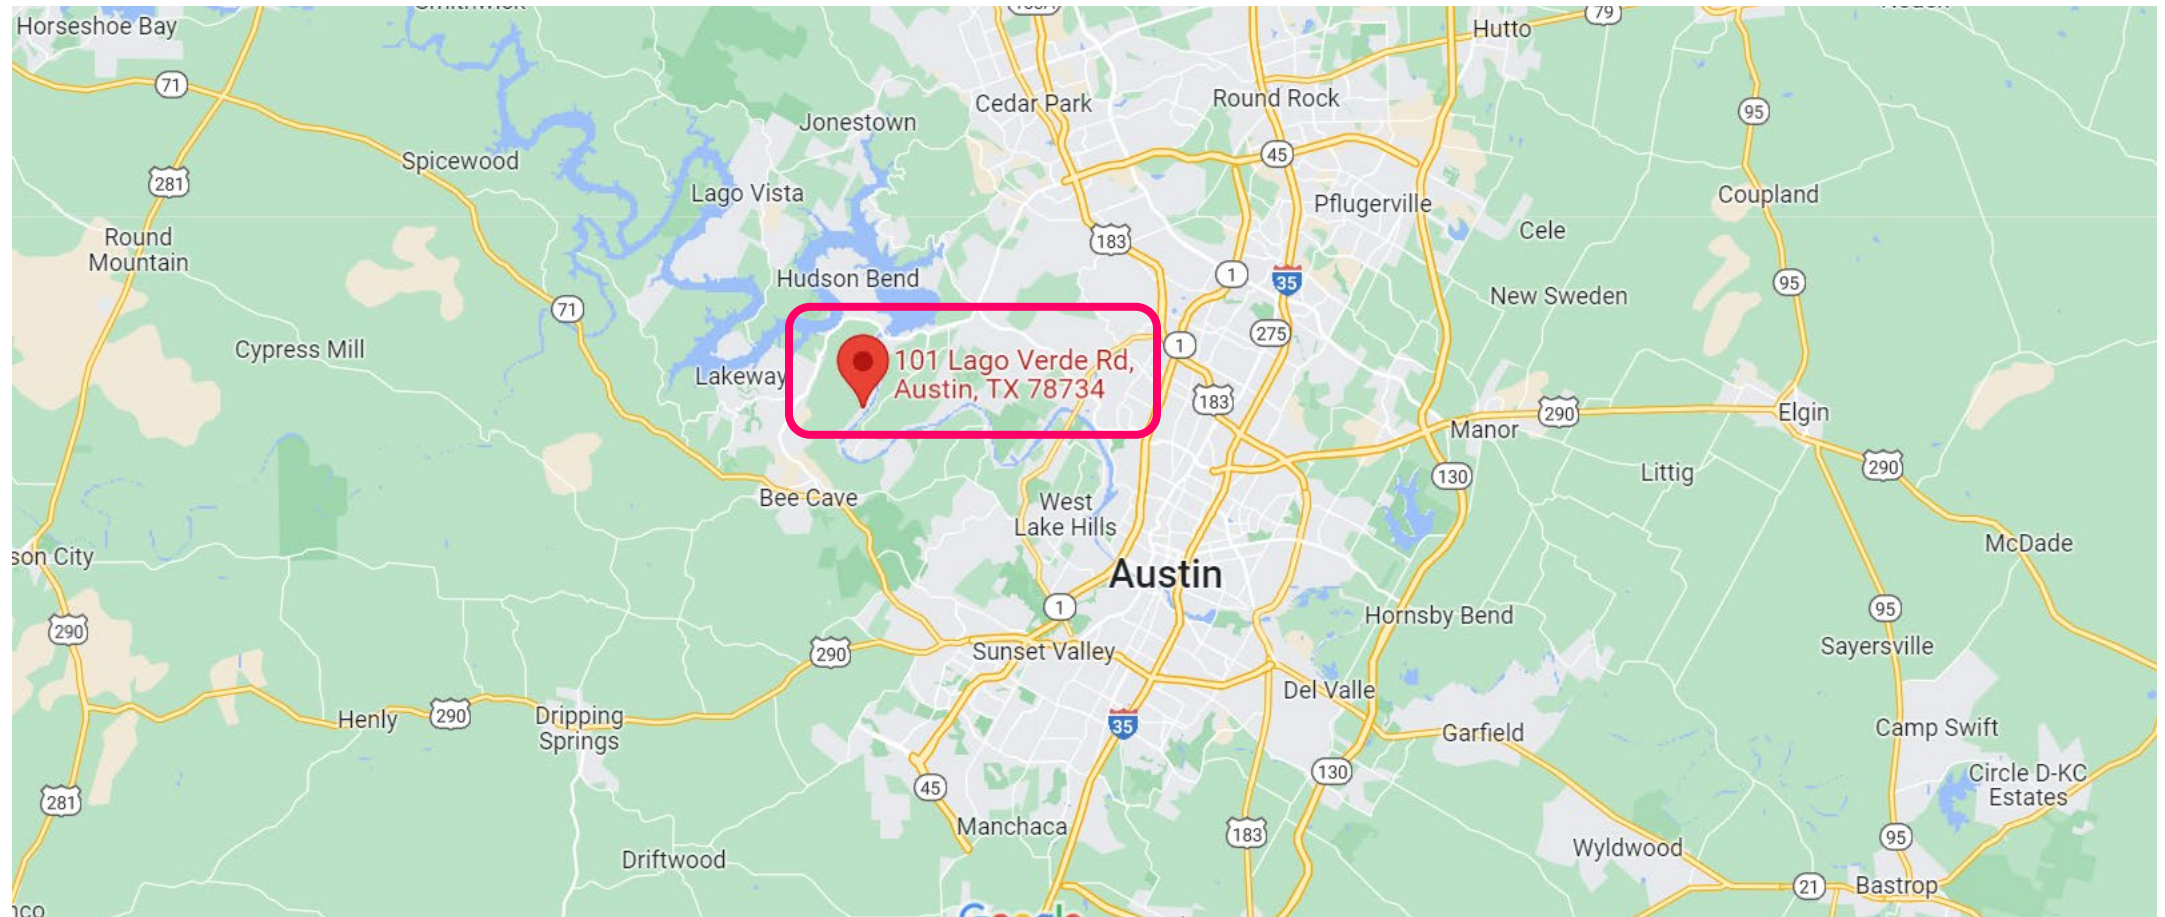 Horseshoe Bay
79
Hutto
71
Cedar Park
Round Rock
95
Jonestown
45
Spicewood
281
Lago Vista
Pflugerville
Coupland
Round
Mountain
183
Cele
Hudson Bend
1
35
95
71
New Sweden
275
Cypress Mill
1
101 Lago Verde Rd,
Austin, TX 78734
Lakeway
183
290
Elgin
Manor
290
Littig
130
Bee Cave
West
Lake Hills
son City
McDade
Austin
1
95
290
Hornsby Bend
290
Sunset Valley
Sayersville
Del Valle
Henly
290
Dripping
Springs
35
Garfield
Camp Swift
281
45
130
Circle D-KC
Estates
Manchaca
183
95
Driftwood
Wyldwood
21
Bastrop
Google